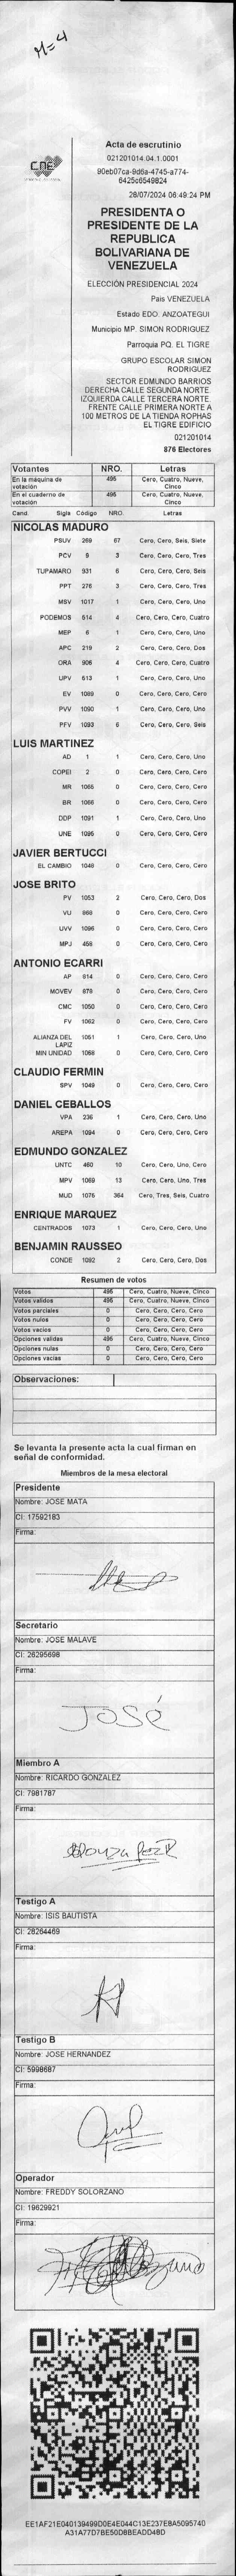 M=4
CNE
Acta de escrutinio
021201014.04.1.0001
90eb07ca-9d6a-4745-a774-
6425c6549824
28/07/2024 06:49:24 PM
PRESIDENTA O
PRESIDENTE DE LA
REPUBLICA
BOLIVARIANA DE
VENEZUELA
ELECCIÓN PRESIDENCIAL 2024
Pais VENEZUELA
Estado EDO. ANZOATEGUI
Municipio MP. SIMON RODRIGUEZ
Parroquia PQ. EL TIGRE
GRUPO ESCOLAR SIMON
RODRIGUEZ
SECTOR EDMUNDO BARRIOS
DERECHA CALLE SEGUNDA NORTE.
IZQUIERDA CALLE TERCERA NORTE.
FRENTE CALLE PRIMERA NORTE A
100 METROS DE LA TIENDA ROPHAS
EL TIGRE EDIFICIO
021201014
876 Electores
Votantes NRO. Letras
En la máquina de votación 495 Cero, Cuatro, Nueve, Cinco
En el cuaderno de votación 495 Cero, Cuatro, Nueve, Cinco
Cand. Sigla Código NRO. Letras
NICOLAS MADURO
PSUV 269 67 Cero, Cero, Seis, Siete
PCV 9 3 Cero, Cero, Cero, Tres
TUPAMARO 931 6 Cero, Cero, Cero, Seis
PPT 276 3 Cero, Cero, Cero, Tres
MSV 1017 1 Cero, Cero, Cero, Uno
PODEMOS 514 4 Cero, Cero, Cero, Cuatro
MEP 6 1 Cero, Cero, Cero, Uno
APC 219 2 Cero, Cero, Cero, Dos
ORA 906 4 Cero, Cero, Cero, Cuatro
UPV 513 1 Cero, Cero, Cero, Uno
EV 1089 0 Cero, Cero, Cero, Cero
PVV 1090 1 Cero, Cero, Cero, Uno
PFV 1093 6 Cero, Cero, Cero, Seis
LUIS MARTINEZ
AD 1 1 Cero, Cero, Cero, Uno
COPEI 2 0 Cero, Cero, Cero, Cero
MR 1065 0 Cero, Cero, Cero, Cero
BR 1066 0 Cero, Cero, Cero, Cero
DDP 1091 1 Cero, Cero, Cero, Uno
UNE 1095 0 Cero, Cero, Cero, Cero
JAVIER BERTUCCI
EL CAMBIO 1048 0 Cero, Cero, Cero, Cero
JOSE BRITO
PV 1053 2 Cero, Cero, Cero, Dos
VU 868 0 Cero, Cero, Cero, Cero
UVV 1096 0 Cero, Cero, Cero, Cero
MPJ 458 0 Cero, Cero, Cero, Cero
ANTONIO ECARRI
AP 814 0 Cero, Cero, Cero, Cero
MOVEV 879 0 Cero, Cero, Cero, Cero
CMC 1050 0 Cero, Cero, Cero, Cero
FV 1062 0 Cero, Cero, Cero, Cero
ALIANZA DEL LAPIZ 1051 1 Cero, Cero, Cero, Uno
MIN UNIDAD 1068 0 Cero, Cero, Cero, Cero
CLAUDIO FERMIN
SPV 1049 0 Cero, Cero, Cero, Cero
DANIEL CEBALLOS
VPA 236 1 Cero, Cero, Cero, Uno
AREPA 1094 0 Cero, Cero, Cero, Cero
EDMUNDO GONZALEZ
UNTC 460 10 Cero, Cero, Uno, Cero
MPV 1069 13 Cero, Cero, Uno, Tres
MUD 1076 364 Cero, Tres, Seis, Cuatro
ENRIQUE MARQUEZ
CENTRADOS 1073 1 Cero, Cero, Cero, Uno
BENJAMIN RAUSSEO
CONDE 1092 2 Cero, Cero, Cero, Dos
Resumen de votos
Votos 495 Cero, Cuatro, Nueve, Cinco
Votos validos 495 Cero, Cuatro, Nueve, Cinco
Votos parciales 0 Cero, Cero, Cero, Cero
Votos nulos 0 Cero, Cero, Cero, Cero
Votos vacios 0 Cero, Cero, Cero, Cero
Opciones validas 495 Cero, Cuatro, Nueve, Cinco
Opciones nulas 0 Cero, Cero, Cero, Cero
Opciones vacias 0 Cero, Cero, Cero, Cero
Observaciones:
Se levanta la presente acta la cual firman en
señal de conformidad.
Miembros de la mesa electoral
Presidente
Nombre: JOSE MATA
CI: 17592183
Firma:
Secretario
Nombre: JOSE MALAVE
CI: 26295698
Firma:
JOSÉ
Miembro A
Nombre: RICARDO GONZALEZ
CI: 7981787
Firma:
Testigo A
Nombre: ISIS BAUTISTA
CI: 28264469
Firma:
Testigo B
Nombre: JOSE HERNANDEZ
CI: 5998687
Firma:
Operador
Nombre: FREDDY SOLORZANO
CI: 19629921
Firma:
EE1AF21E040139499D0E4E044C13E237E8A5095740
A31A77D7BE50D8BEADD48D